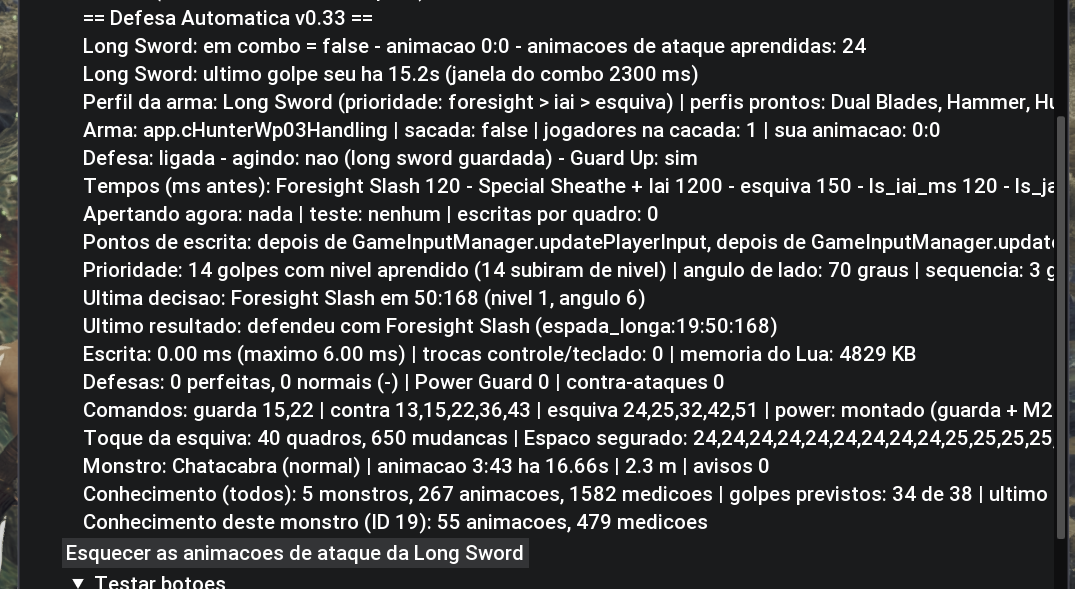 == Defesa Automatica v0.33 ==
Long Sword: em combo = false - animacao 0:0 - animacoes de ataque aprendidas: 24
Long Sword: ultimo golpe seu ha 15.2s (janela do combo 2300 ms)
Perfil da arma: Long Sword (prioridade: foresight > iai > esquiva) | perfis prontos: Dual Blades, Hammer,
Arma: app.cHunterWp03Handling | sacada: false | jogadores na cacada: 1 | sua animacao: 0:0
Defesa: ligada - agindo: nao (long sword guardada) - Guard Up: sim
Tempos (ms antes): Foresight Slash 120 - Special Sheathe + Iai 1200 - esquiva 150 - ls_iai_ms 120 -
Apertando agora: nada | teste: nenhum | escritas por quadro: 0
Pontos de escrita: depois de GameInputManager.updatePlayerInput, depois de
Prioridade: 14 golpes com nivel aprendido (14 subiram de nivel) | angulo de lado: 70 graus | sequencia: 3
Ultima decisao: Foresight Slash em 50:168 (nivel 1, angulo 6)
Ultimo resultado: defendeu com Foresight Slash (espada_longa:19:50:168)
Escrita: 0.00 ms (maximo 6.00 ms) | trocas controle/teclado: 0 | memoria do Lua: 4829 KB
Defesas: 0 perfeitas, 0 normais (-) | Power Guard 0 | contra-ataques 0
Comandos: guarda 15,22 | contra 13,15,22,36,43 | esquiva 24,25,32,42,51 | power: montado (guarda + M2
Toque da esquiva: 40 quadros, 650 mudancas | Espaco segurado: 24,24,24,24,24,24,24,24,24,25,25,25,25,
Monstro: Chatacabra (normal) | animacao 3:43 ha 16.66s | 2.3 m | avisos 0
Conhecimento (todos): 5 monstros, 267 animacoes, 1582 medicoes | golpes previstos: 34 de 38 | ultimo
Conhecimento deste monstro (ID 19): 55 animacoes, 479 medicoes
Esquecer as animacoes de ataque da Long Sword
▼ Testar botoes